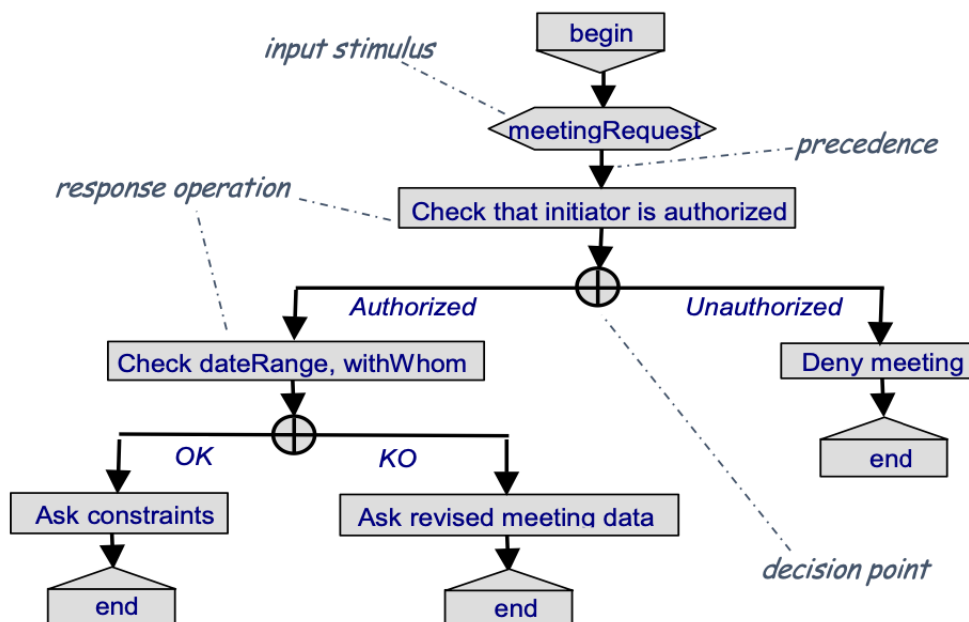 begin
input stimulus
meetingRequest
precedence
response operation
Check that initiator is authorized
Authorized
Unauthorized
Check dateRange, withWhom
Deny meeting
OK
KO
end
Ask constraints
Ask revised meeting data
decision point
end
end